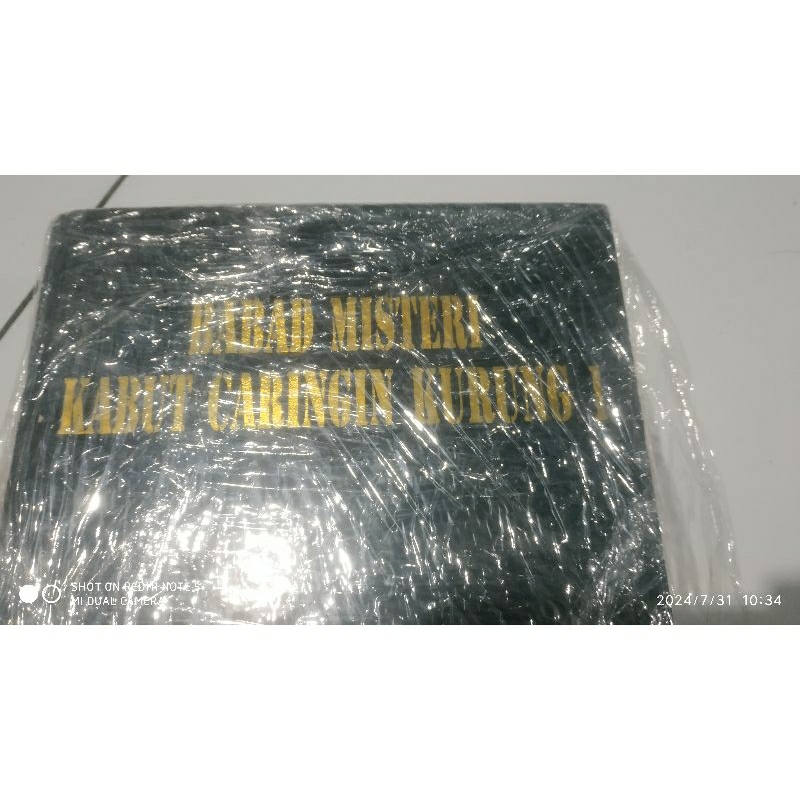 BABAD MISTERI
KABUT CARINGIN KURUNG 1
SHOT ON REDMI NOTE 5
MI DUAL CAMERA
2024/7/31 10:34